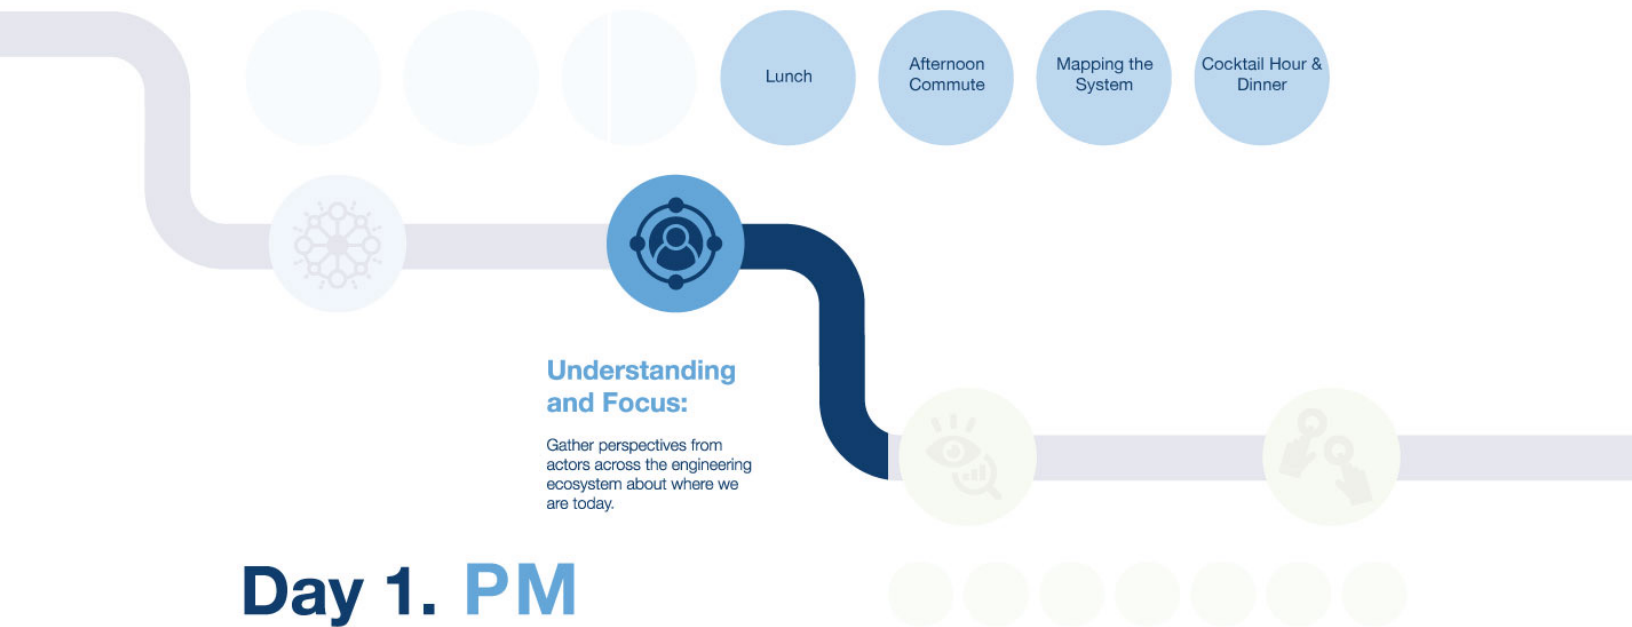 Lunch
Afternoon
Commute
Mapping the
System
Cocktail Hour &
Dinner
Understanding
and Focus:
Gather perspectives from
actors across the engineering
ecosystem about where we
are today.
Day 1. PM